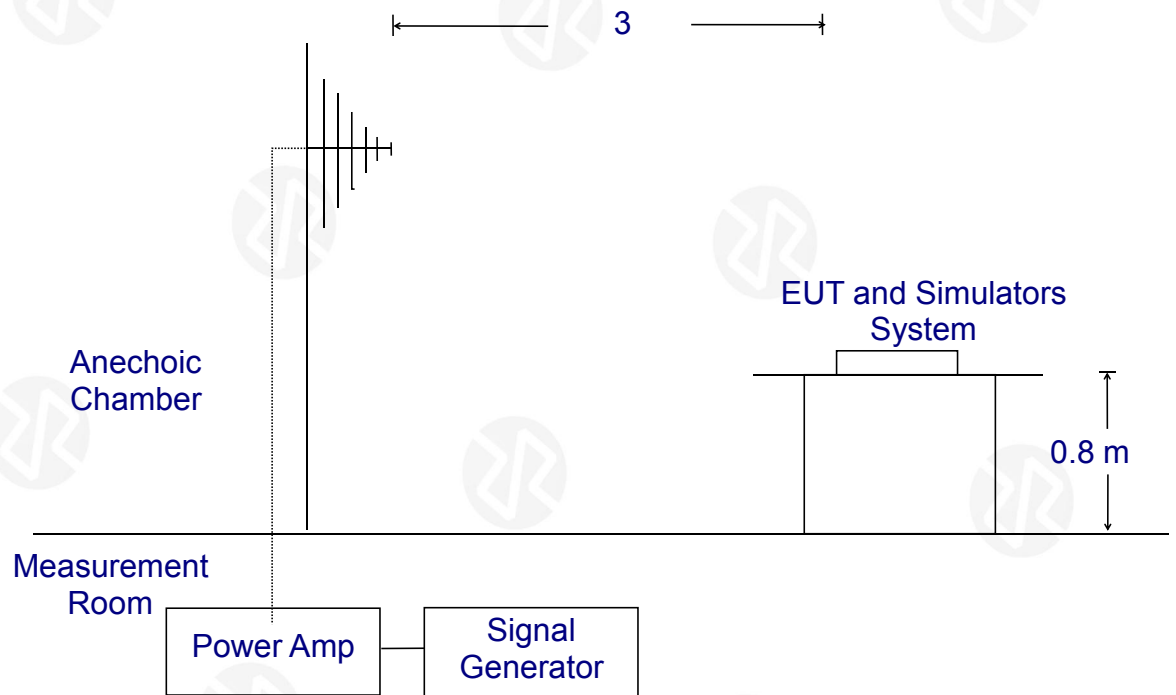 3
EUT and Simulators
System
Anechoic
Chamber
0.8 m
Measurement
Room
Power Amp
Signal
Generator